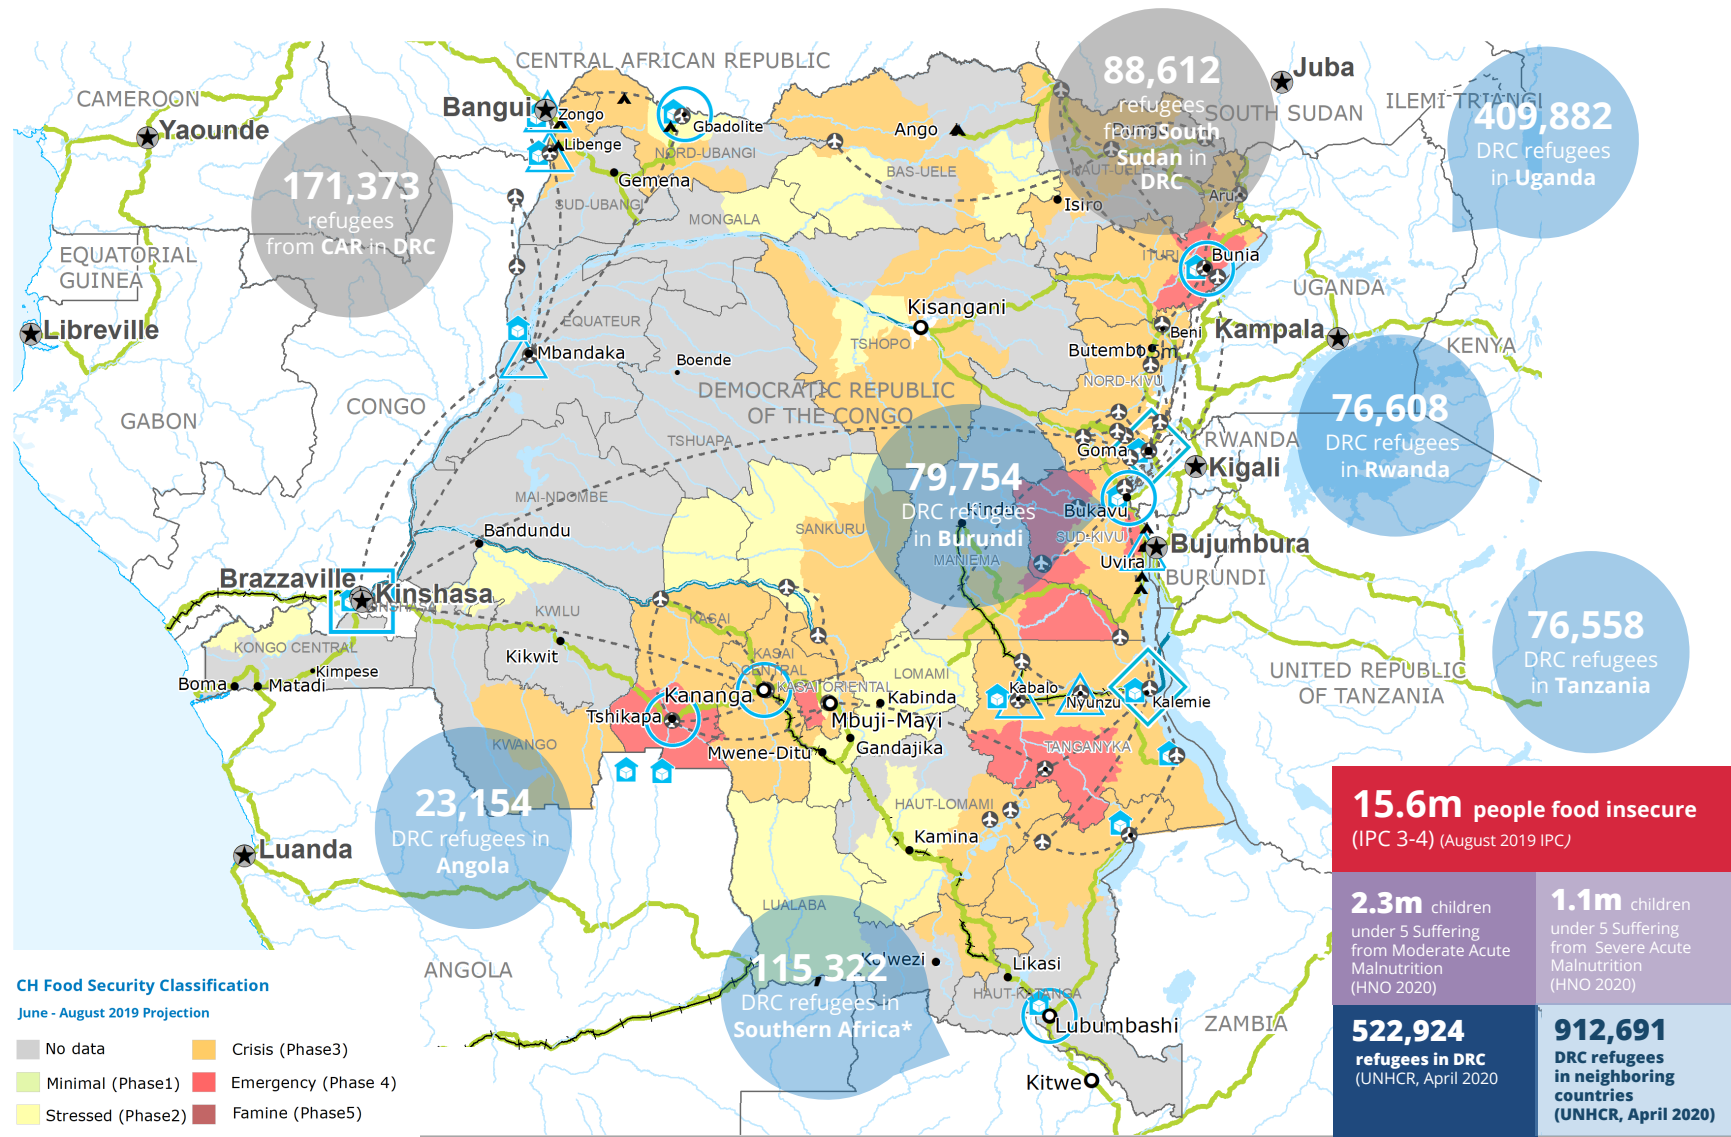 CENTRAL AFRICAN REPUBLIC
CAMEROON
Yaounde
Bangui
Zongo
Libenge
Gbadolite
NORD-UBANGI
Gemena
SUD-UBANGI
MONGALA
Ango
BAS-UELE
Isiro
HAUT-UELE
Aru
88,612
refugees
from South
Sudan in
DRC
Juba
SOUTH SUDAN
ILEMI TRIANGL
409,882
DRC refugees
in Uganda
171,373
refugees
from CAR in DRC
EQUATORIAL
GUINEA
Libreville
GABON
CONGO
EQUATEUR
Mbandaka
Boende
DEMOCRATIC REPUBLIC
OF THE CONGO
TSHUAPA
MAI-NDOMBE
Bandundu
Kisangani
TSHOPO
ITURI
Bunia
Beni
Butembo
NORD-KIVU
UGANDA
Kampala
KENYA
76,608
DRC refugees
in Rwanda
RWANDA
Kigali
Goma
79,754
DRC refugees
in Burundi
Kindu
MANIEMA
Bukavu
SUD-KIVU
Uvira
Bujumbura
BURUNDI
SANKURU
76,558
DRC refugees
in Tanzania
UNITED REPUBLIC
OF TANZANIA
Brazzaville
Kinshasa
KINSHASA
KONGO CENTRAL
Kimpese
Boma
Matadi
KWILU
Kikwit
KASAI
KASAI
CENTRAL
KASAI ORIENTAL
LOMAMI
Kananga
Kabinda
Tshikapa
Mbuji-Mayi
Mwene-Ditu
Gandajika
Kabalo
Nyunzu
Kalemie
TANGANYKA
KWANGO
23,154
DRC refugees in
Angola
Luanda
HAUT-LOMAMI
Kamina
LUALABA
115,322
DRC refugees in
Southern Africa*
Kolwezi
Likasi
HAUT-KATANGA
Lubumbashi
Kitwe
ZAMBIA
ANGOLA
15.6m people food insecure
(IPC 3-4) (August 2019 IPC)
2.3m children
under 5 Suffering
from Moderate Acute
Malnutrition
(HNO 2020)
1.1m children
under 5 Suffering
from Severe Acute
Malnutrition
(HNO 2020)
522,924
refugees in DRC
(UNHCR, April 2020
912,691
DRC refugees
in neighboring
countries
(UNHCR, April 2020)
CH Food Security Classification
June - August 2019 Projection
No data
Minimal (Phase1)
Stressed (Phase2)
Crisis (Phase3)
Emergency (Phase 4)
Famine (Phase5)